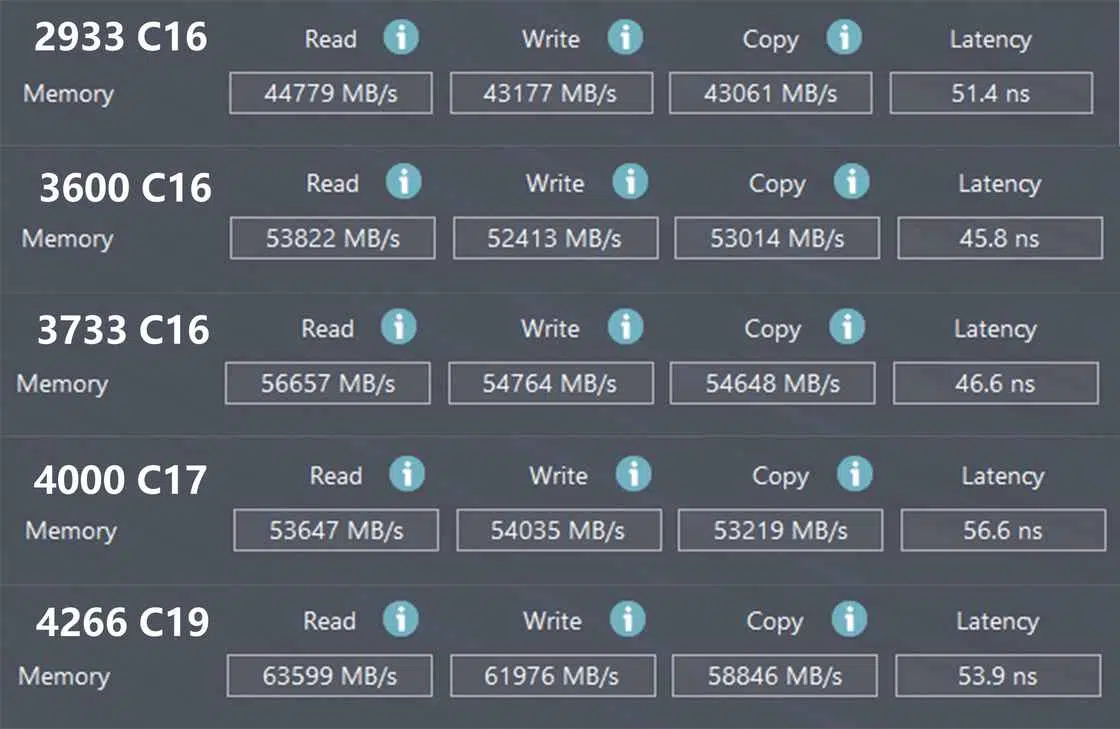 2933 C16 Read Write Copy Latency
Memory 44779 MB/s 43177 MB/s 43061 MB/s 51.4 ns
3600 C16 Read Write Copy Latency
Memory 53822 MB/s 52413 MB/s 53014 MB/s 45.8 ns
3733 C16 Read Write Copy Latency
Memory 56657 MB/s 54764 MB/s 54648 MB/s 46.6 ns
4000 C17 Read Write Copy Latency
Memory 53647 MB/s 54035 MB/s 53219 MB/s 56.6 ns
4266 C19 Read Write Copy Latency
Memory 63599 MB/s 61976 MB/s 58846 MB/s 53.9 ns